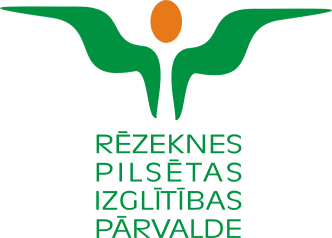 RĒZEKNES
PILSĒTAS
IZGLĪTĪBAS
PĀRVALDE